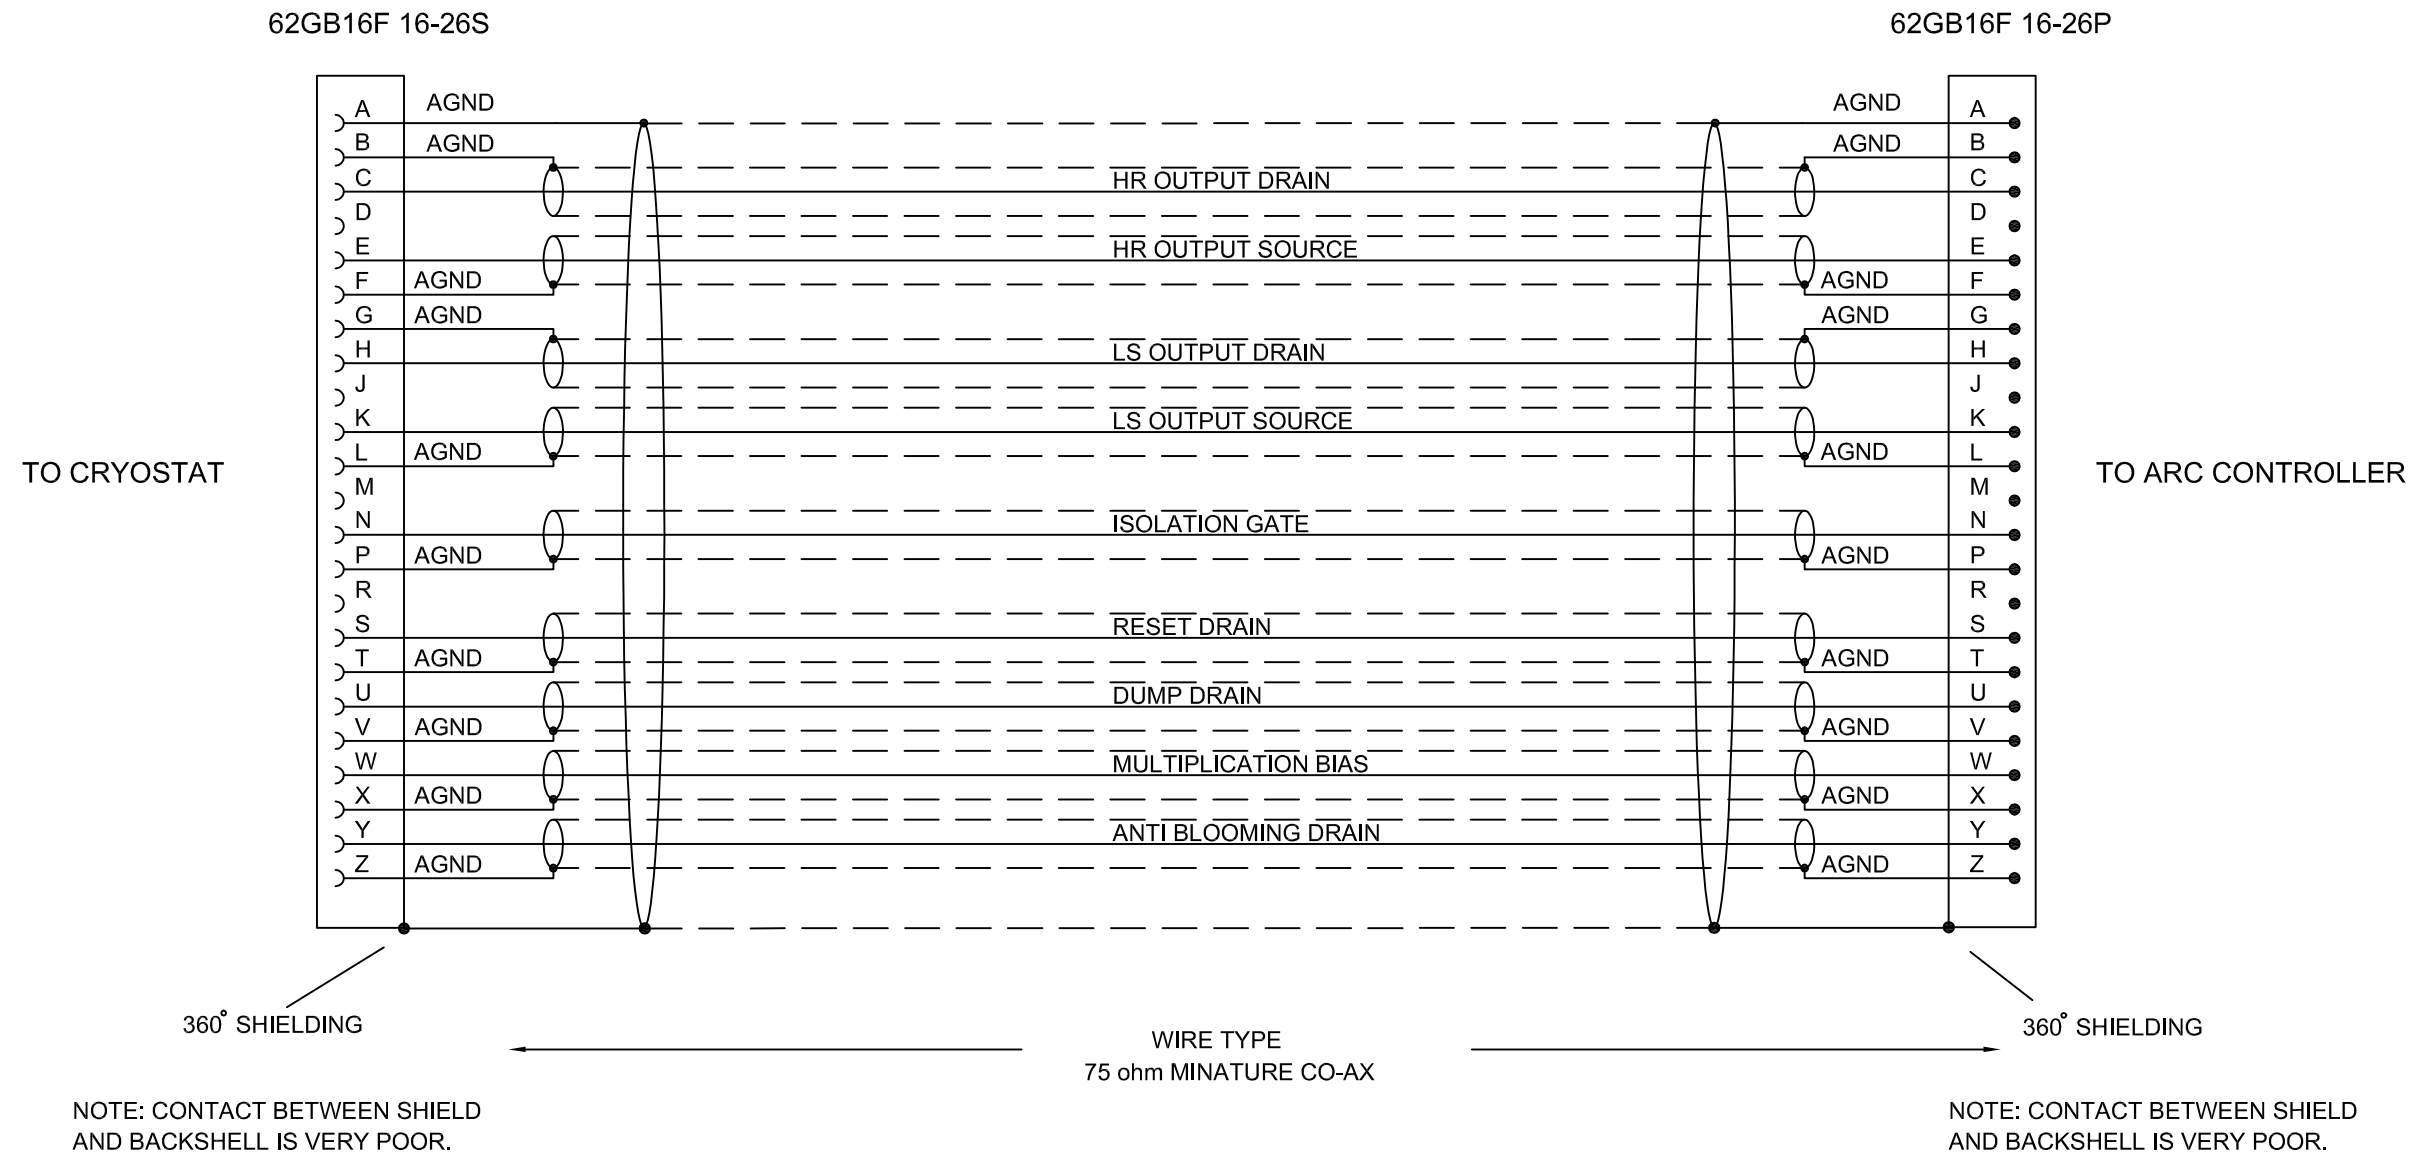 62GB16F 16-26S
62GB16F 16-26P
A AGND AGND A
B AGND AGND B
C HR OUTPUT DRAIN C
D D
E HR OUTPUT SOURCE E
F AGND AGND F
G AGND AGND G
H LS OUTPUT DRAIN H
J J
K LS OUTPUT SOURCE K
L AGND AGND L
TO CRYOSTAT
TO ARC CONTROLLER
M M
N ISOLATION GATE N
P AGND AGND P
R R
S RESET DRAIN S
T AGND AGND T
U DUMP DRAIN U
V AGND AGND V
W MULTIPLICATION BIAS W
X AGND AGND X
Y ANTI BLOOMING DRAIN Y
Z AGND AGND Z
360° SHIELDING
360° SHIELDING
WIRE TYPE
75 ohm MINATURE CO-AX
NOTE: CONTACT BETWEEN SHIELD
AND BACKSHELL IS VERY POOR.
NOTE: CONTACT BETWEEN SHIELD
AND BACKSHELL IS VERY POOR.